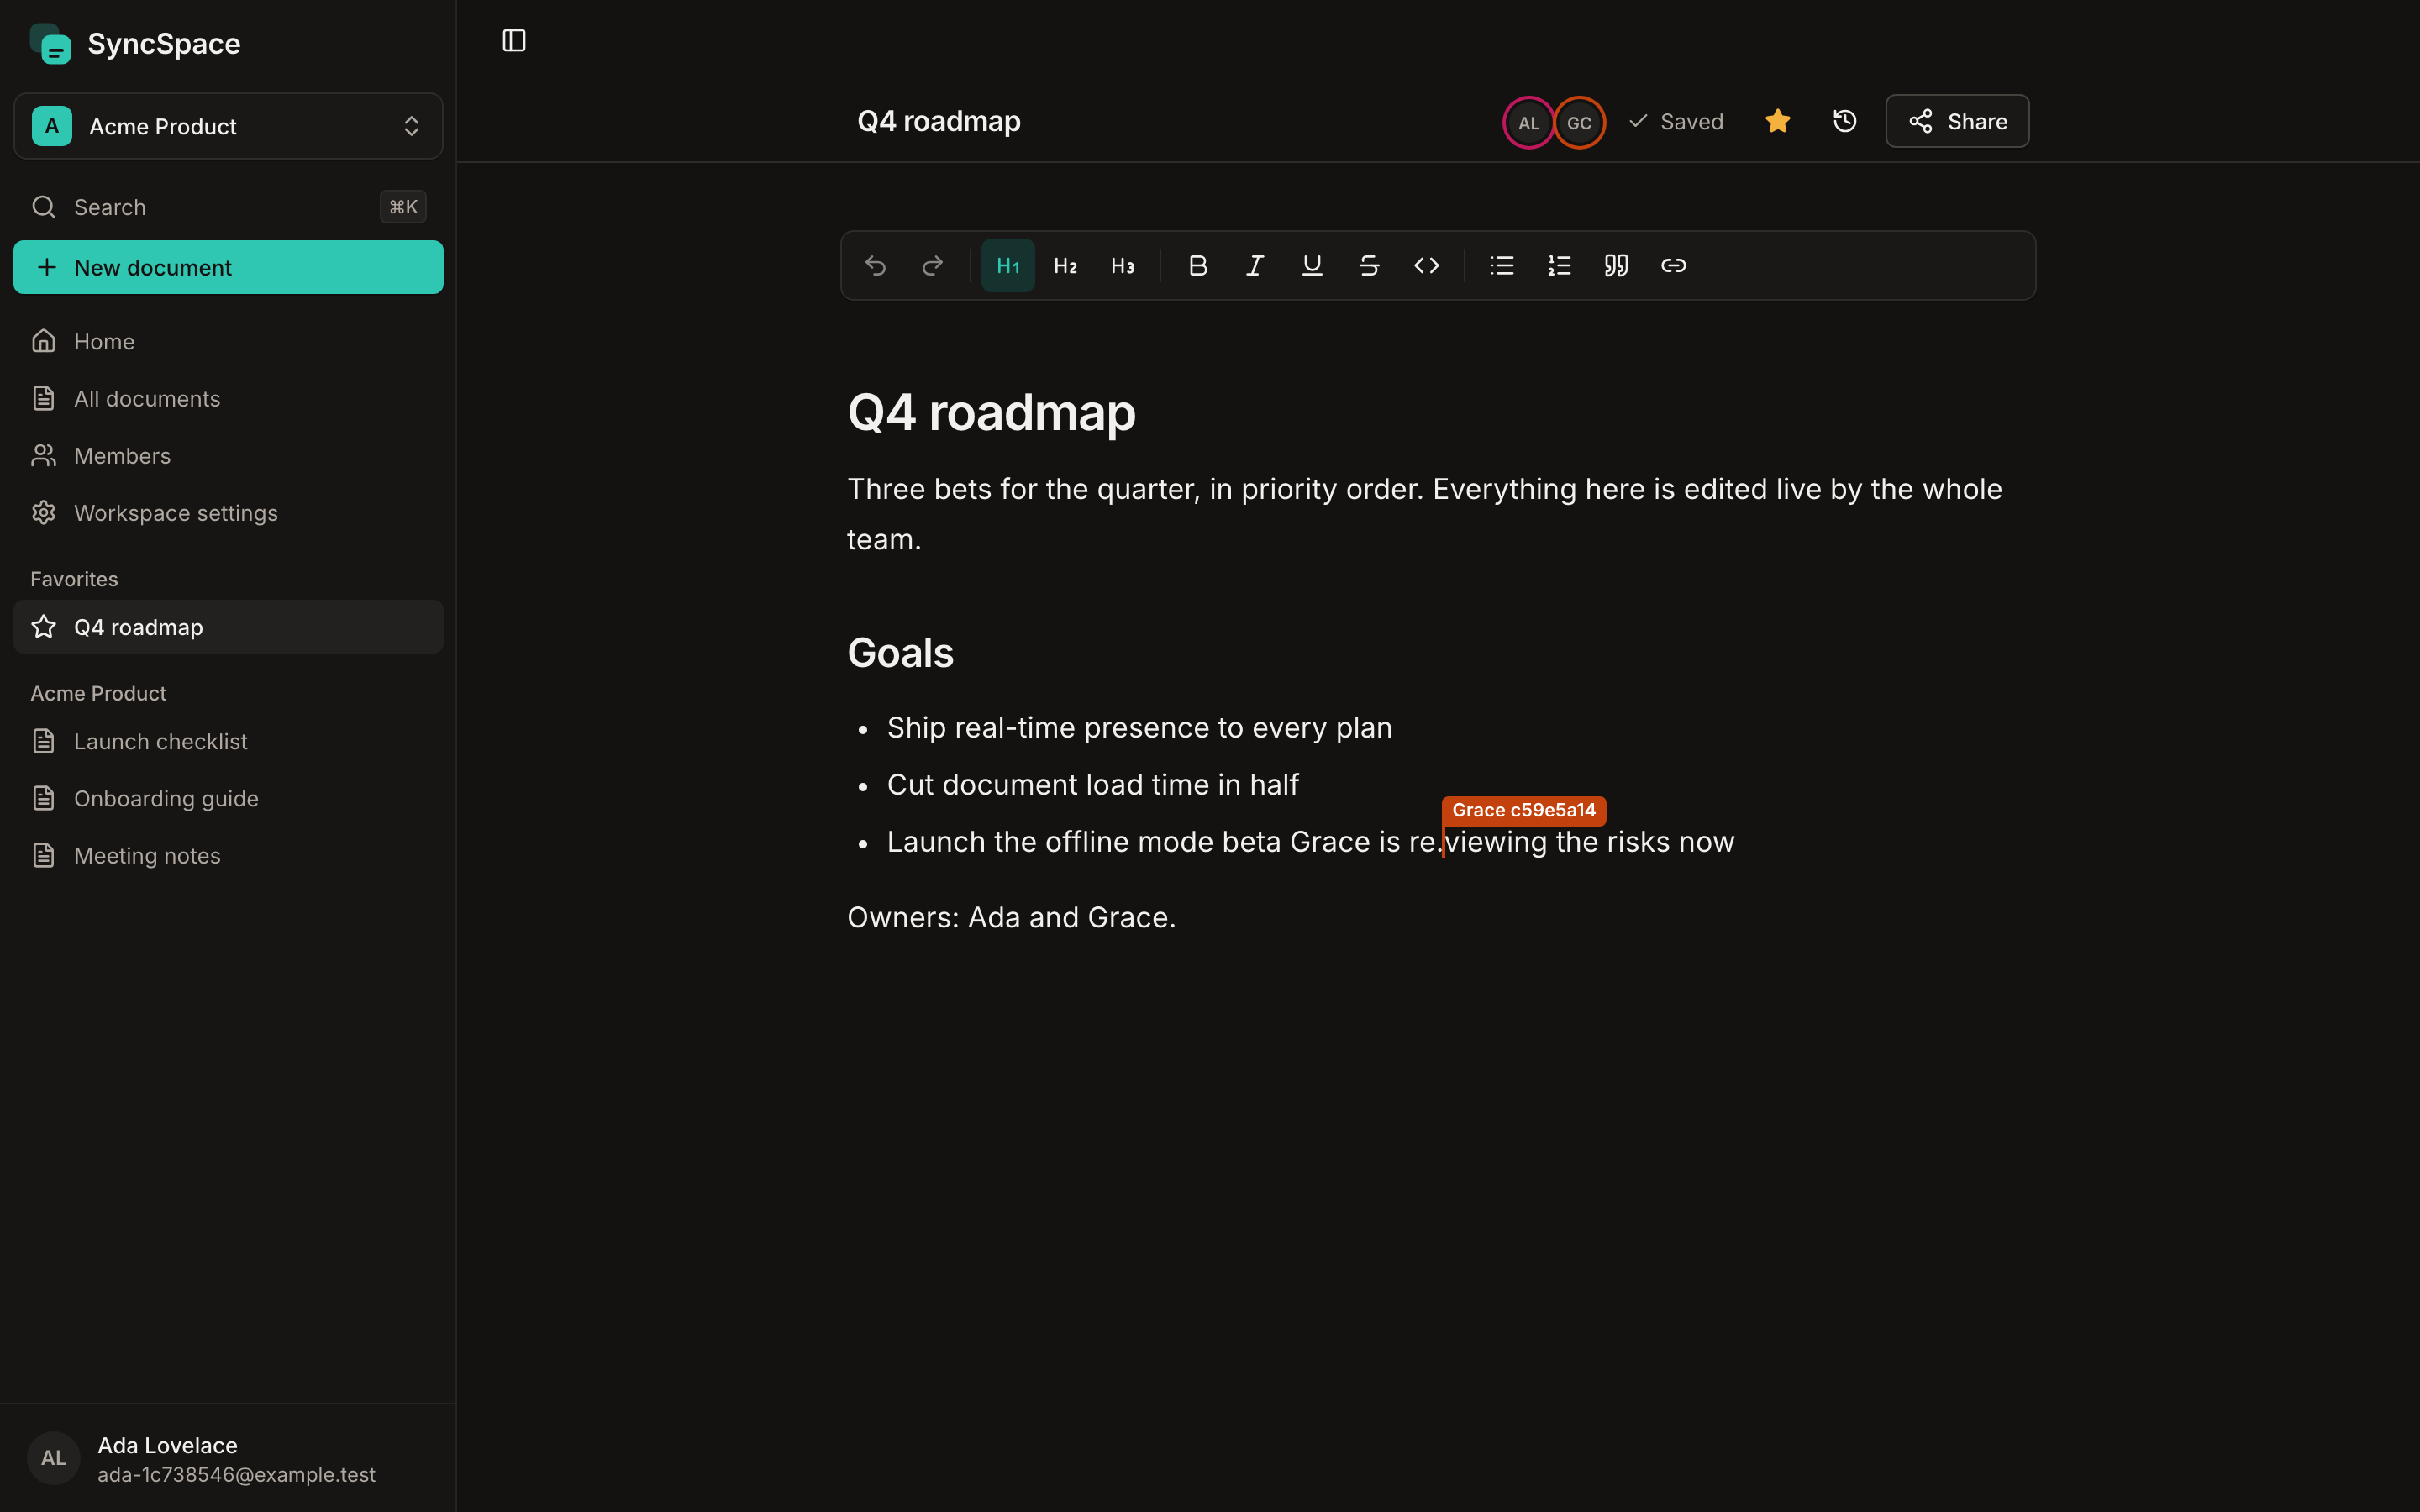 SyncSpace
A Acme Product
Search ⌘K
New document
Home
All documents
Members
Workspace settings
Favorites
Q4 roadmap
Acme Product
Launch checklist
Onboarding guide
Meeting notes
AL Ada Lovelace
ada-1c738546@example.test
Q4 roadmap AL GC Saved Share
H1 H2 H3 B I U S
Q4 roadmap
Three bets for the quarter, in priority order. Everything here is edited live by the whole
team.
Goals
• Ship real-time presence to every plan
• Cut document load time in half
Grace c59e5a14
• Launch the offline mode beta Grace is re.viewing the risks now
Owners: Ada and Grace.